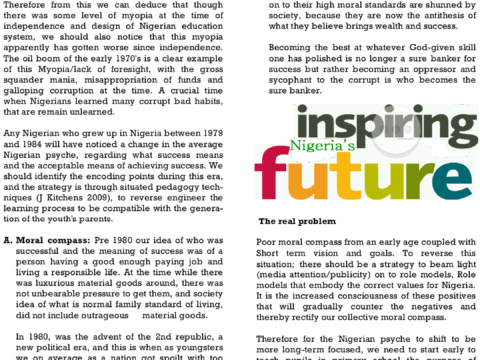 Therefore from this we can deduce that though
there was some level of myopia at the time of
independence and design of Nigerian education
system, we should also notice that this myopia
apparently has gotten worse since independence.
The oil boom of the early 1970's is a clear example
of this Myopia/lack of foresight, with the gross
squander mania, misappropriation of funds and
galloping corruption at the time. A crucial time
when Nigerians learned many corrupt bad habits,
that are remain unlearned.
Any Nigerian who grew up in Nigeria between 1979
and 1984 will have noticed a change in the average
Nigerian psyche, regarding what success means
and the acceptable means of achieving success. We
should identify the encoding points during this era,
and the strategy is through situated pedagogy tech-
niques (J Kitchens 2009), to reverse engineer the
learning process to be compatible with the genera-
tion of the youth's parents.
A. Moral compass: Pre 1980 our idea of who was
successful and the meaning of success was of a
person having a good enough paying job and
living a responsible life. At the time while there
was luxurious material goods around, there was
not unbearable pressure to get them, and society
idea of what is normal family standard of living,
did not include outrageous material goods.
In 1980, was the advent of the 2nd republic, a
new political era, and this is when as youngsters
we on average as a nation got spoilt with too
on to their high moral standards are shunned by
society, because they are now the antithesis of
what they believe brings wealth and success.
Becoming the best at whatever God-given skill
one has polished is no longer a sure banker for
success but rather becoming an oppressor and
sycophant to the corrupt is who becomes the
sure banker.
inspiring
Nigeria's
future
The real problem
Poor moral compass from an early age coupled with
Short term vision and goals. To reverse this
situation; there should be a strategy to beam light
(media attention/publicity) on to role models, Role
models that embody the correct values for Nigeria.
It is the increased consciousness of these positives
that will gradually counter the negatives and
thereby rectify our collective moral compass.
Therefore for the Nigerian psyche to shift to be
more long-term focused, we need to start early to
teach pupils in primary school the purpose of